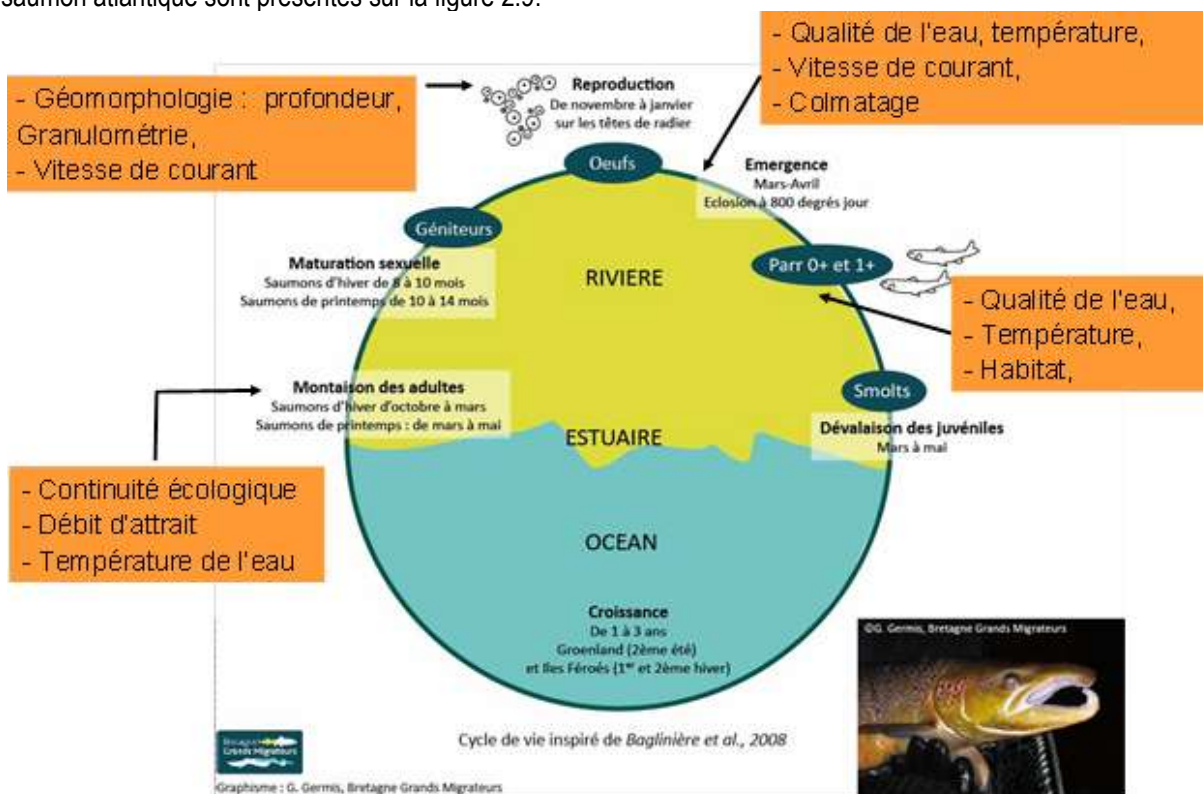 saumon atlantique sont présentés sur la figure 2.9.
- Qualité de l'eau, température,
- Vitesse de courant,
- Colmatage
- Géomorphologie : profondeur,
Granulométrie,
- Vitesse de courant
Reproduction
De novembre à janvier
sur les têtes de radier
Oeufs
Emergence
Mars-Avril
Eclosion à 800 degrés jour
Géniteurs
Parr 0+ et 1+
Maturation sexuelle
Saumons d'hiver de 8 à 10 mois
Saumons de printemps de 10 à 14 mois
RIVIERE
- Qualité de l'eau,
- Température,
- Habitat,
Montaison des adultes
Saumons d'hiver d'octobre à mars
Saumons de printemps : de mars à mai
Smolts
Dévalaison des juvéniles
Mars à mai
ESTUAIRE
- Continuité écologique
- Débit d'attrait
- Température de l'eau
OCEAN
Croissance
De 1 à 3 ans
Groenland (2ème été)
et Iles Féroés (1er et 2ème hiver)
©G. Germis, Bretagne Grands Migrateurs
Bretagne
Grands Migrateurs
Cycle de vie inspiré de Baglinière et al., 2008
Graphisme : G. Germis, Bretagne Grands Migrateurs